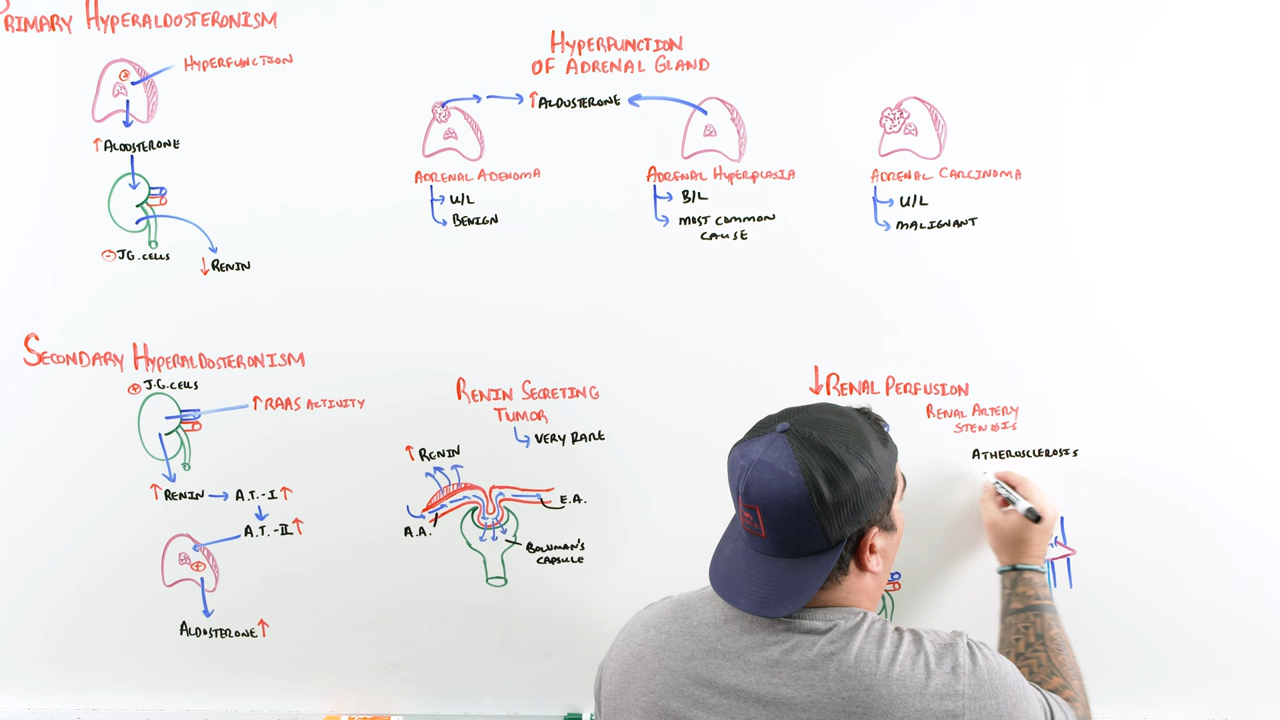 PRIMARY HYPERALDOSTERONISM
HYPERFUNCTION
↑ALDOSTERONE
⊖ J.G. CELLS
↓RENIN
HYPERFUNCTION
OF ADRENAL GLAND
↑ALDOSTERONE
ADRENAL ADENOMA
U/L
BENIGN
ADRENAL HYPERPLASIA
B/L
MOST COMMON
CAUSE
ADRENAL CARCINOMA
U/L
MALIGNANT
SECONDARY HYPERALDOSTERONISM
⊕ J.G. CELLS
↑RAAS ACTIVITY
↑RENIN → A.T.-I↑
A.T.-II↑
ALDOSTERONE↑
RENIN SECRETING
TUMOR
VERY RARE
↑RENIN
A.A.
E.A.
BOWMAN'S
CAPSULE
↓RENAL PERFUSION
RENAL ARTERY
STENOSIS
ATHEROSCLEROSIS